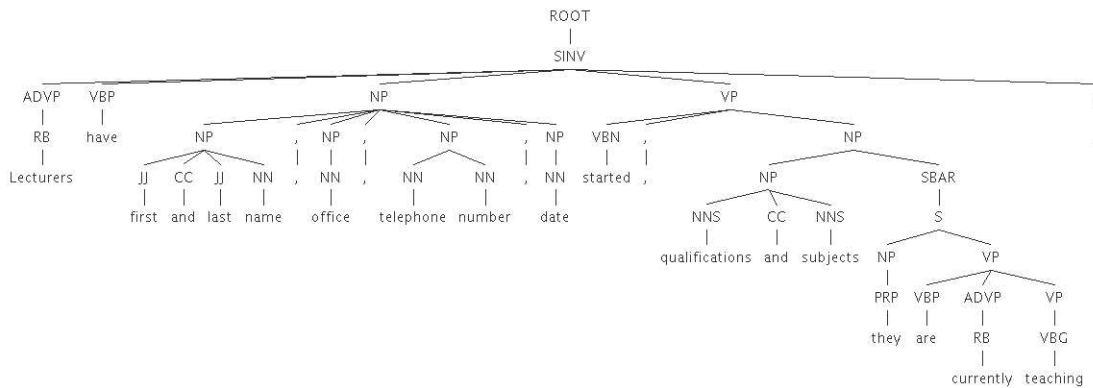 ROOT
SINV
ADVP VBP NP VP
RB have NP , NP , NP , NP VBN , NP
Lecturers JJ CC JJ NN , NN , NN NN , NN started , NP SBAR
first and last name office telephone number date NNS CC NNS S
qualifications and subjects NP VP
PRP VBP ADVP VP
they are RB VBG
currently teaching